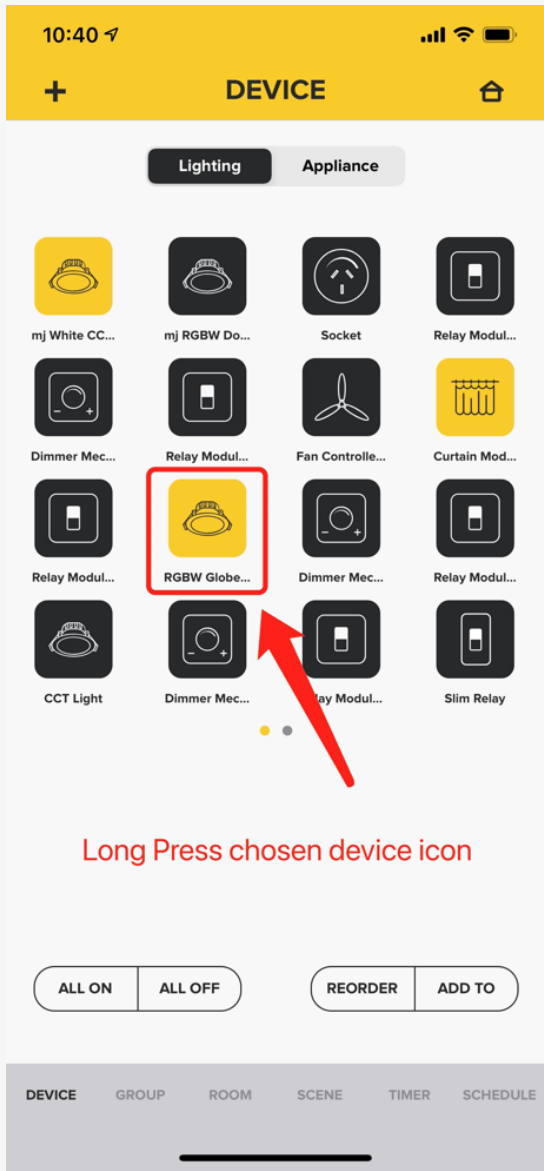 10:40
DEVICE
Lighting Appliance
mj White CC... mj RGBW Do... Socket Relay Modul...
Dimmer Mec... Relay Modul... Fan Controlle... Curtain Mod...
Relay Modul... RGBW Globe... Dimmer Mec... Relay Modul...
CCT Light Dimmer Mec... lay Modul... Slim Relay
Long Press chosen device icon
ALL ON ALL OFF REORDER ADD TO
DEVICE GROUP ROOM SCENE TIMER SCHEDULE